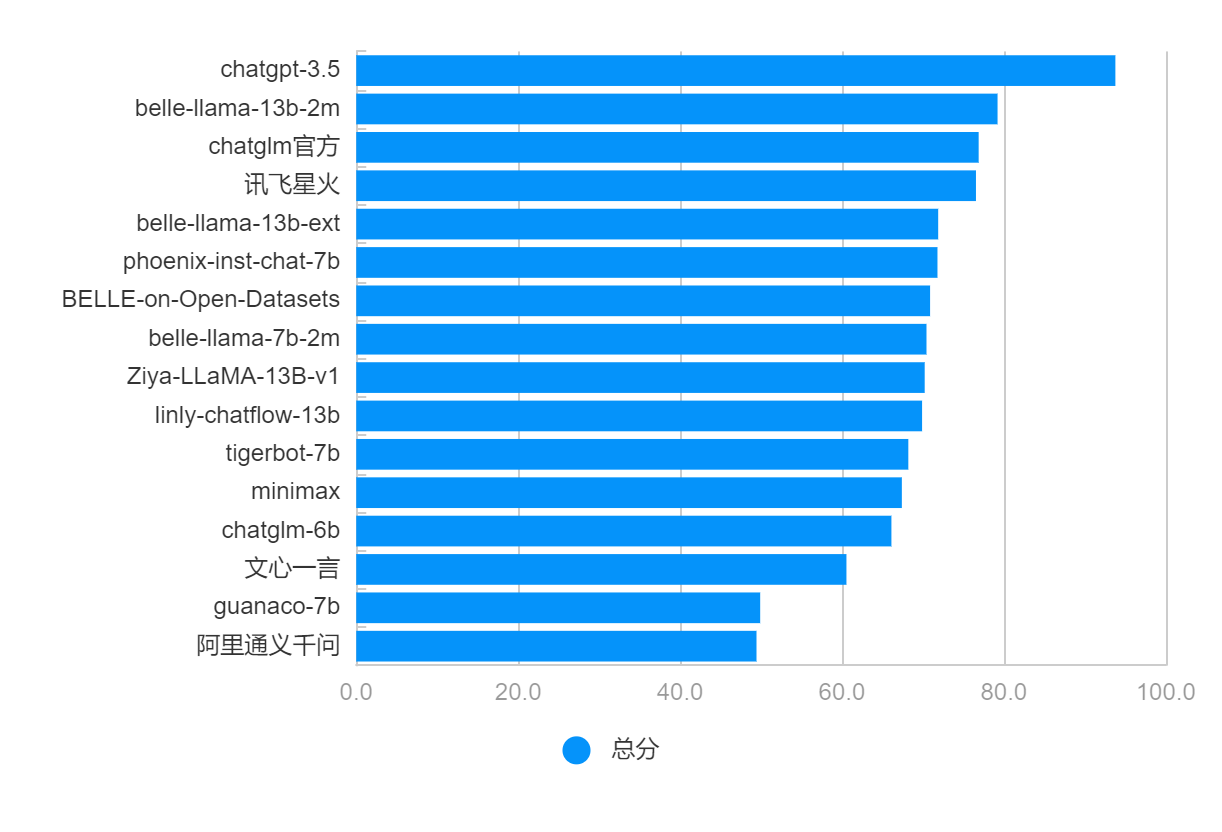 chatgpt-3.5
belle-llama-13b-2m
chatglm官方
讯飞星火
belle-llama-13b-ext
phoenix-inst-chat-7b
BELLE-on-Open-Datasets
belle-llama-7b-2m
Ziya-LLaMA-13B-v1
linly-chatflow-13b
tigerbot-7b
minimax
chatglm-6b
文心一言
guanaco-7b
阿里通义千问
0.0 20.0 40.0 60.0 80.0 100.0
总分